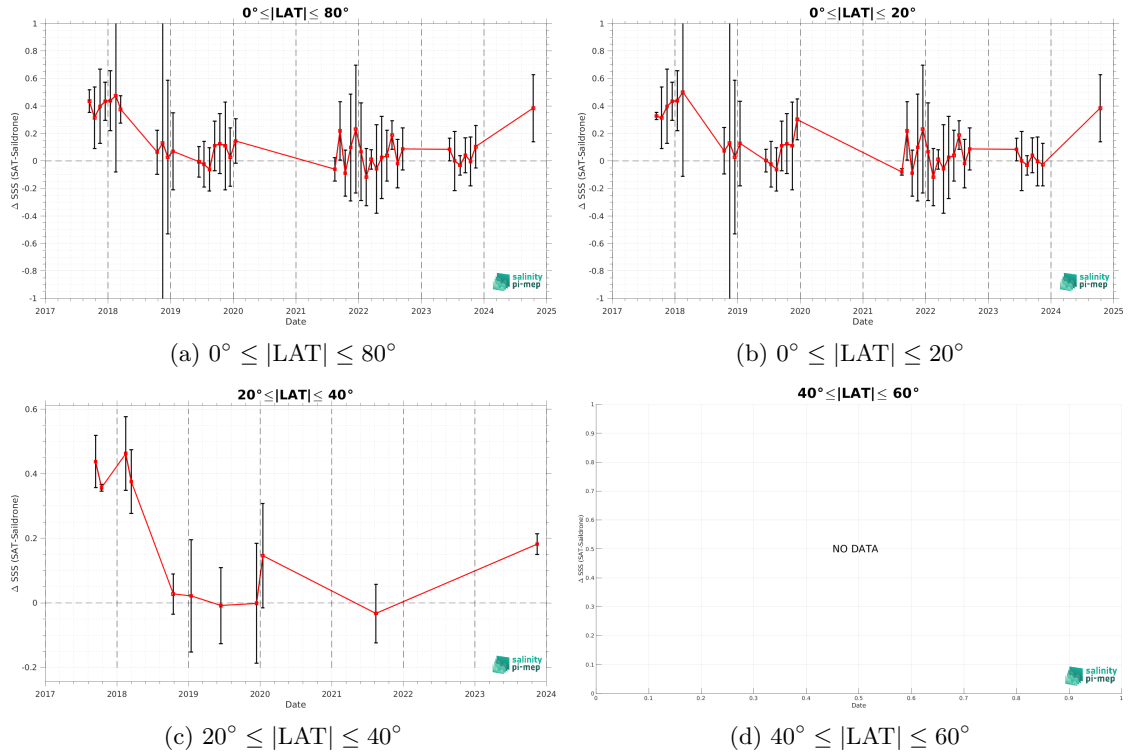 0°≤|LAT|≤ 80°
1
0.8
0.6
0.4
0.2
0
-0.2
-0.4
-0.6
-0.8
-1
Δ SSS (SAT-Saildrone)
2017 2018 2019 2020 2021 2022 2023 2024 2025
Date
salinity
pi-mep
(a) 0° ≤ |LAT| ≤ 80°
0°≤|LAT|≤ 20°
1
0.8
0.6
0.4
0.2
0
-0.2
-0.4
-0.6
-0.8
-1
Δ SSS (SAT-Saildrone)
2017 2018 2019 2020 2021 2022 2023 2024 2025
Date
salinity
pi-mep
(b) 0° ≤ |LAT| ≤ 20°
20°≤|LAT|≤ 40°
0.6
0.4
0.2
0
-0.2
Δ SSS (SAT-Saildrone)
2017 2018 2019 2020 2021 2022 2023 2024
Date
salinity
pi-mep
(c) 20° ≤ |LAT| ≤ 40°
40°≤|LAT|≤ 60°
1
0.9
0.8
0.7
0.6
0.5
0.4
0.3
0.2
0.1
0
Δ SSS (SAT-Saildrone)
NO DATA
0 0.1 0.2 0.3 0.4 0.5 0.6 0.7 0.8 0.9 1
Date
salinity
pi-mep
(d) 40° ≤ |LAT| ≤ 60°